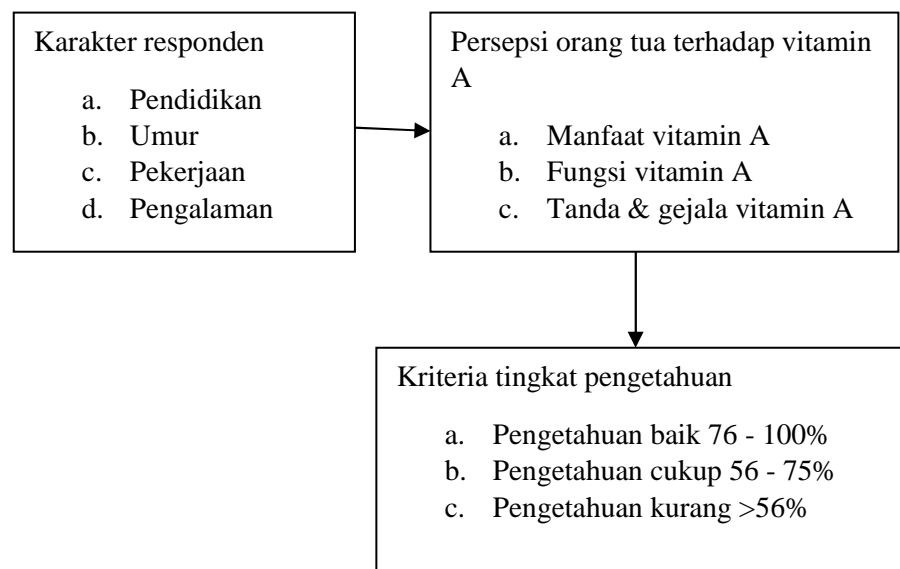 Karakter responden
a. Pendidikan
b. Umur
c. Pekerjaan
d. Pengalaman
Persepsi orang tua terhadap vitamin
A
a. Manfaat vitamin A
b. Fungsi vitamin A
c. Tanda & gejala vitamin A
Kriteria tingkat pengetahuan
a. Pengetahuan baik 76 - 100%
b. Pengetahuan cukup 56 - 75%
c. Pengetahuan kurang >56%